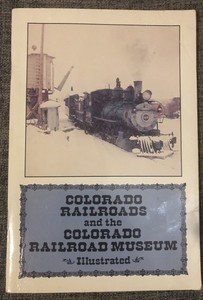 COLORADO
RAILROADS
and the
COLORADO
RAILROAD MUSEUM
Illustrated